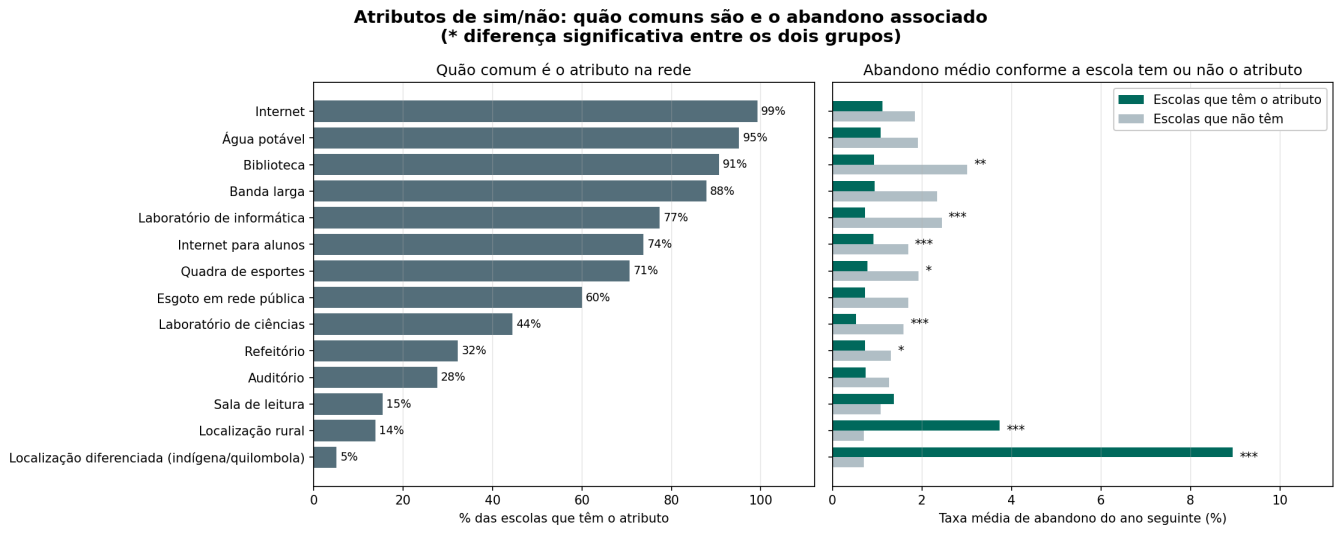 Atributos de sim/não: quão comuns são e o abandono associado
(* diferença significativa entre os dois grupos)
Quão comum é o atributo na rede
Internet
99%
Água potável
95%
Biblioteca
91%
Banda larga
88%
Laboratório de informática
77%
Internet para alunos
74%
Quadra de esportes
71%
Esgoto em rede pública
60%
Laboratório de ciências
44%
Refeitório
32%
Auditório
28%
Sala de leitura
15%
Localização rural
14%
Localização diferenciada (indígena/quilombola)
5%
0 20 40 60 80 100
% das escolas que têm o atributo
Abandono médio conforme a escola tem ou não o atributo
Escolas que têm o atributo
Escolas que não têm
**
***
***
*
***
*
***
***
0 2 4 6 8 10
Taxa média de abandono do ano seguinte (%)